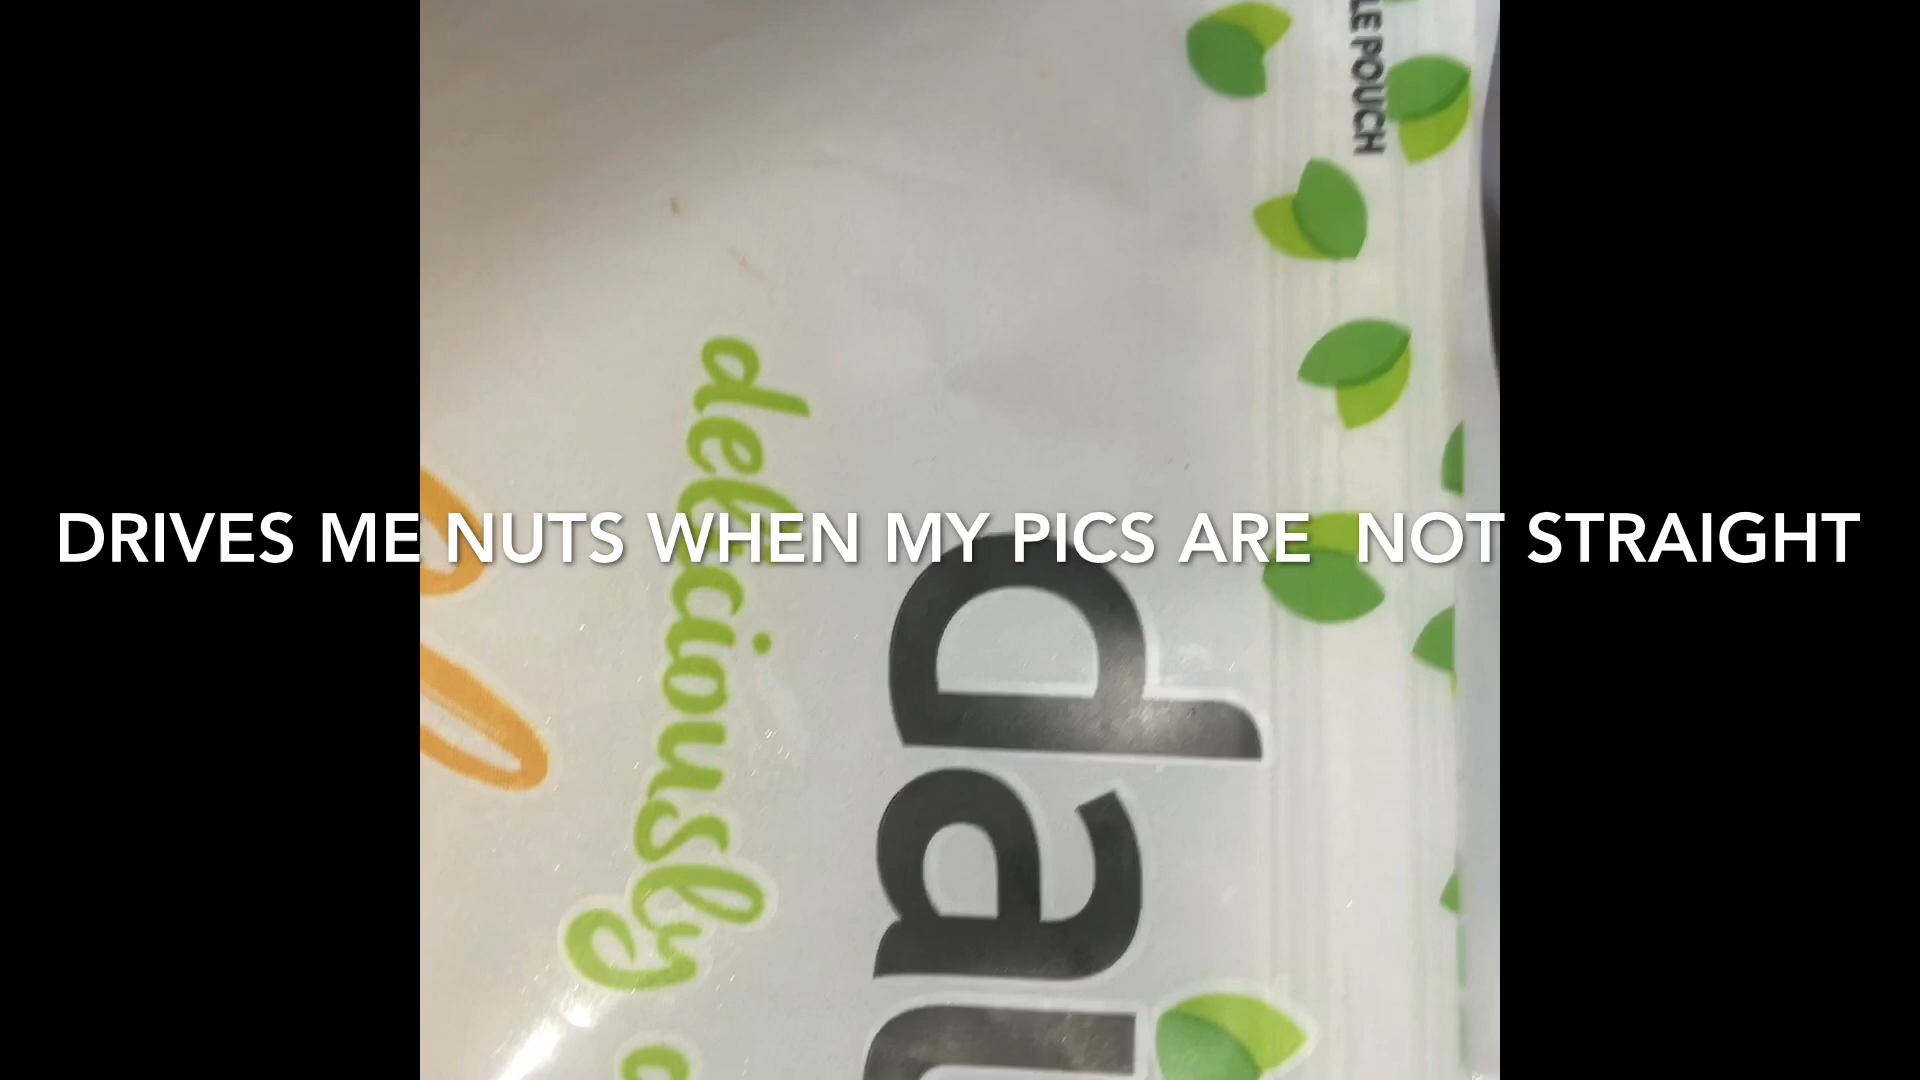 LE POUCH
dai
deliciously
DRIVES ME NUTS WHEN MY PICS ARE  NOT STRAIGHT